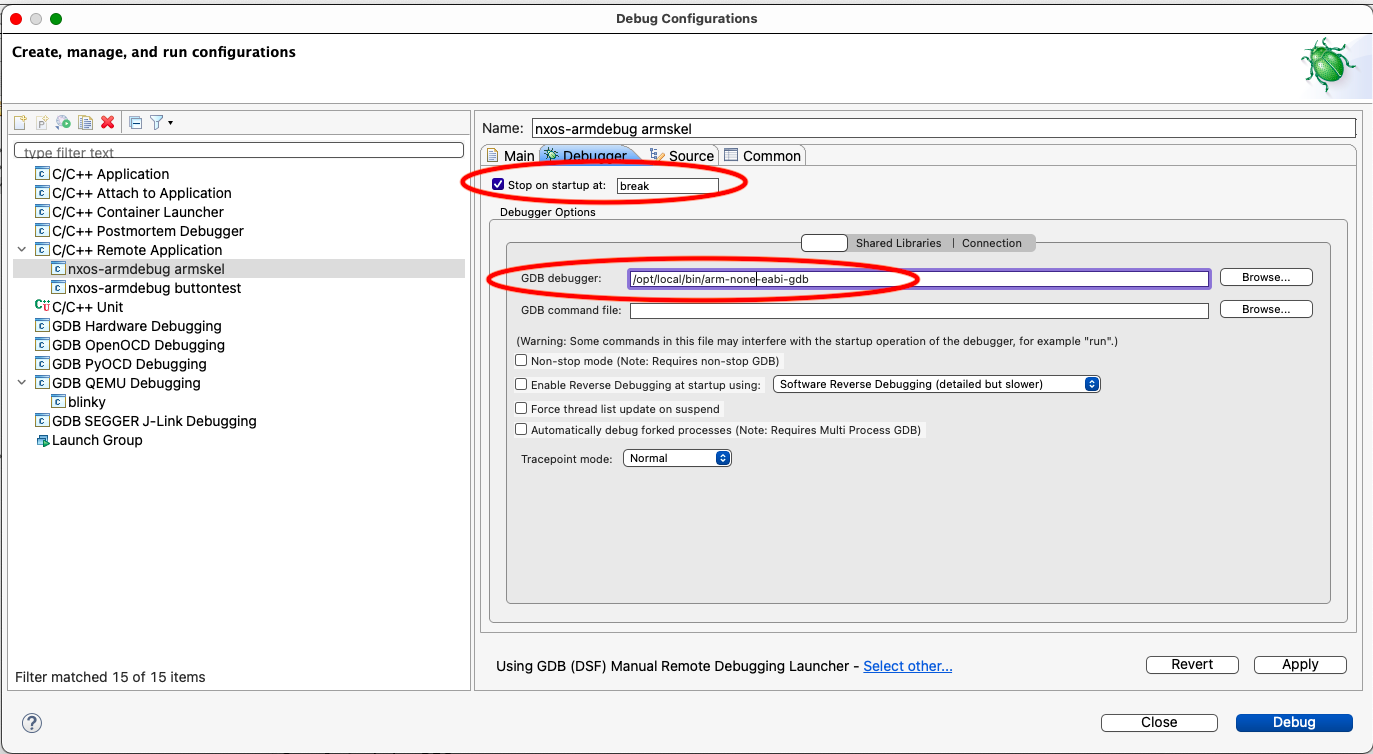 Debug Configurations
Create, manage, and run configurations
type filter text
C/C++ Application
C/C++ Attach to Application
C/C++ Container Launcher
C/C++ Postmortem Debugger
C/C++ Remote Application
nxos-armdebug armskel
nxos-armdebug buttontest
C/C++ Unit
GDB Hardware Debugging
GDB OpenOCD Debugging
GDB PyOCD Debugging
GDB QEMU Debugging
blinky
GDB SEGGER J-Link Debugging
Launch Group
Filter matched 15 of 15 items
Name: nxos-armdebug armskel
Main Debugger Source Common
Stop on startup at: break
Debugger Options
Shared Libraries | Connection
GDB debugger: /opt/local/bin/arm-none-eabi-gdb Browse...
GDB command file: Browse...
(Warning: Some commands in this file may interfere with the startup operation of the debugger, for example "run".)
Non-stop mode (Note: Requires non-stop GDB)
Enable Reverse Debugging at startup using: Software Reverse Debugging (detailed but slower)
Force thread list update on suspend
Automatically debug forked processes (Note: Requires Multi Process GDB)
Tracepoint mode: Normal
Using GDB (DSF) Manual Remote Debugging Launcher - Select other...
Revert Apply
? Close Debug